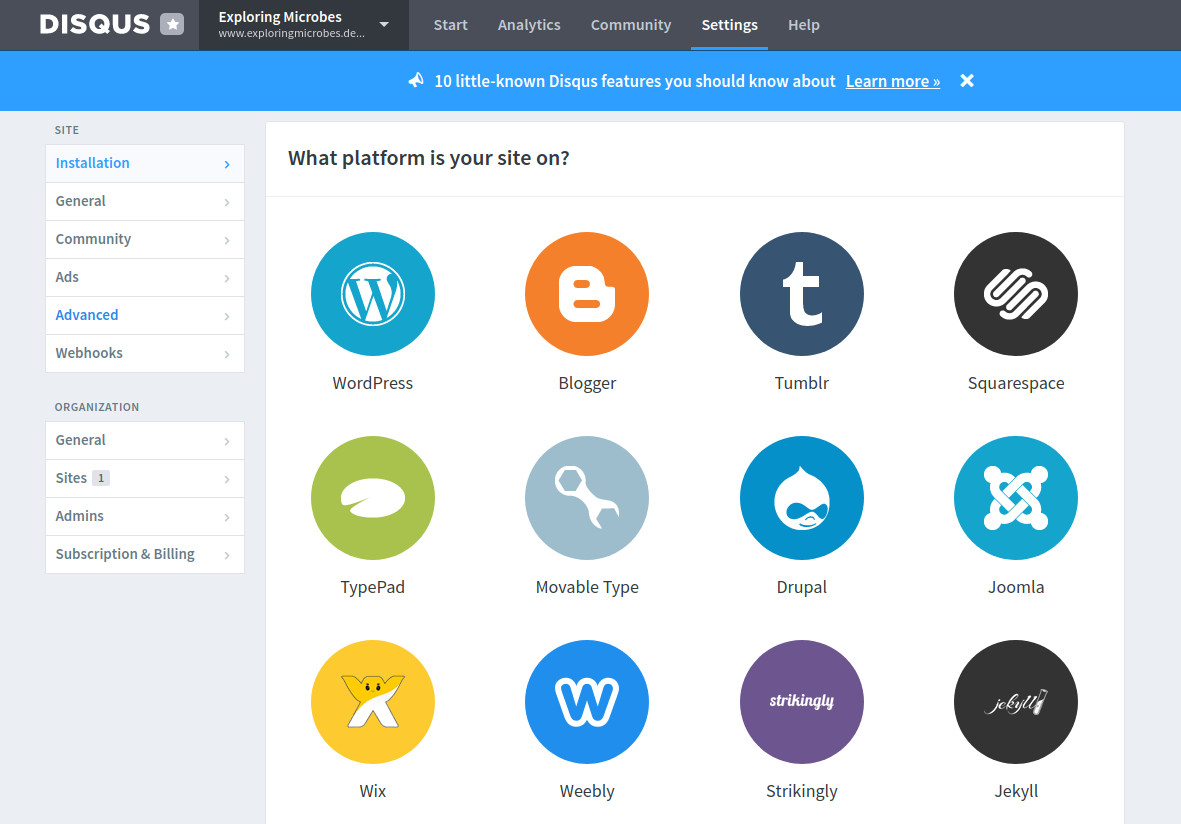 DISQUS
Exploring Microbes
www.exploringmicrobes.de...
Start
Analytics
Community
Settings
Help
10 little-known Disqus features you should know about Learn more »
SITE
Installation
General
Community
Ads
Advanced
Webhooks
ORGANIZATION
General
Sites 1
Admins
Subscription & Billing
What platform is your site on?
WordPress
Blogger
Tumblr
Squarespace
TypePad
Movable Type
Drupal
Joomla
strikingly
jekyll
Wix
Weebly
Strikingly
Jekyll